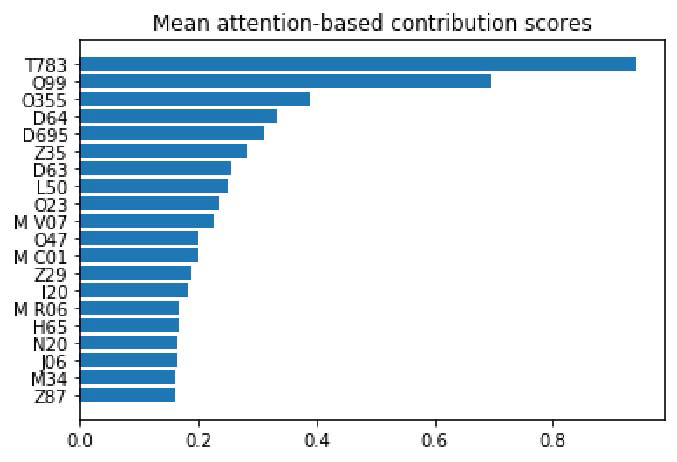 Mean attention-based contribution scores
T783
O99
O355
D64
D695
Z35
D63
L50
O23
M V07
O47
M C01
Z29
I20
M R06
H65
N20
J06
M34
Z87
0.0 0.2 0.4 0.6 0.8